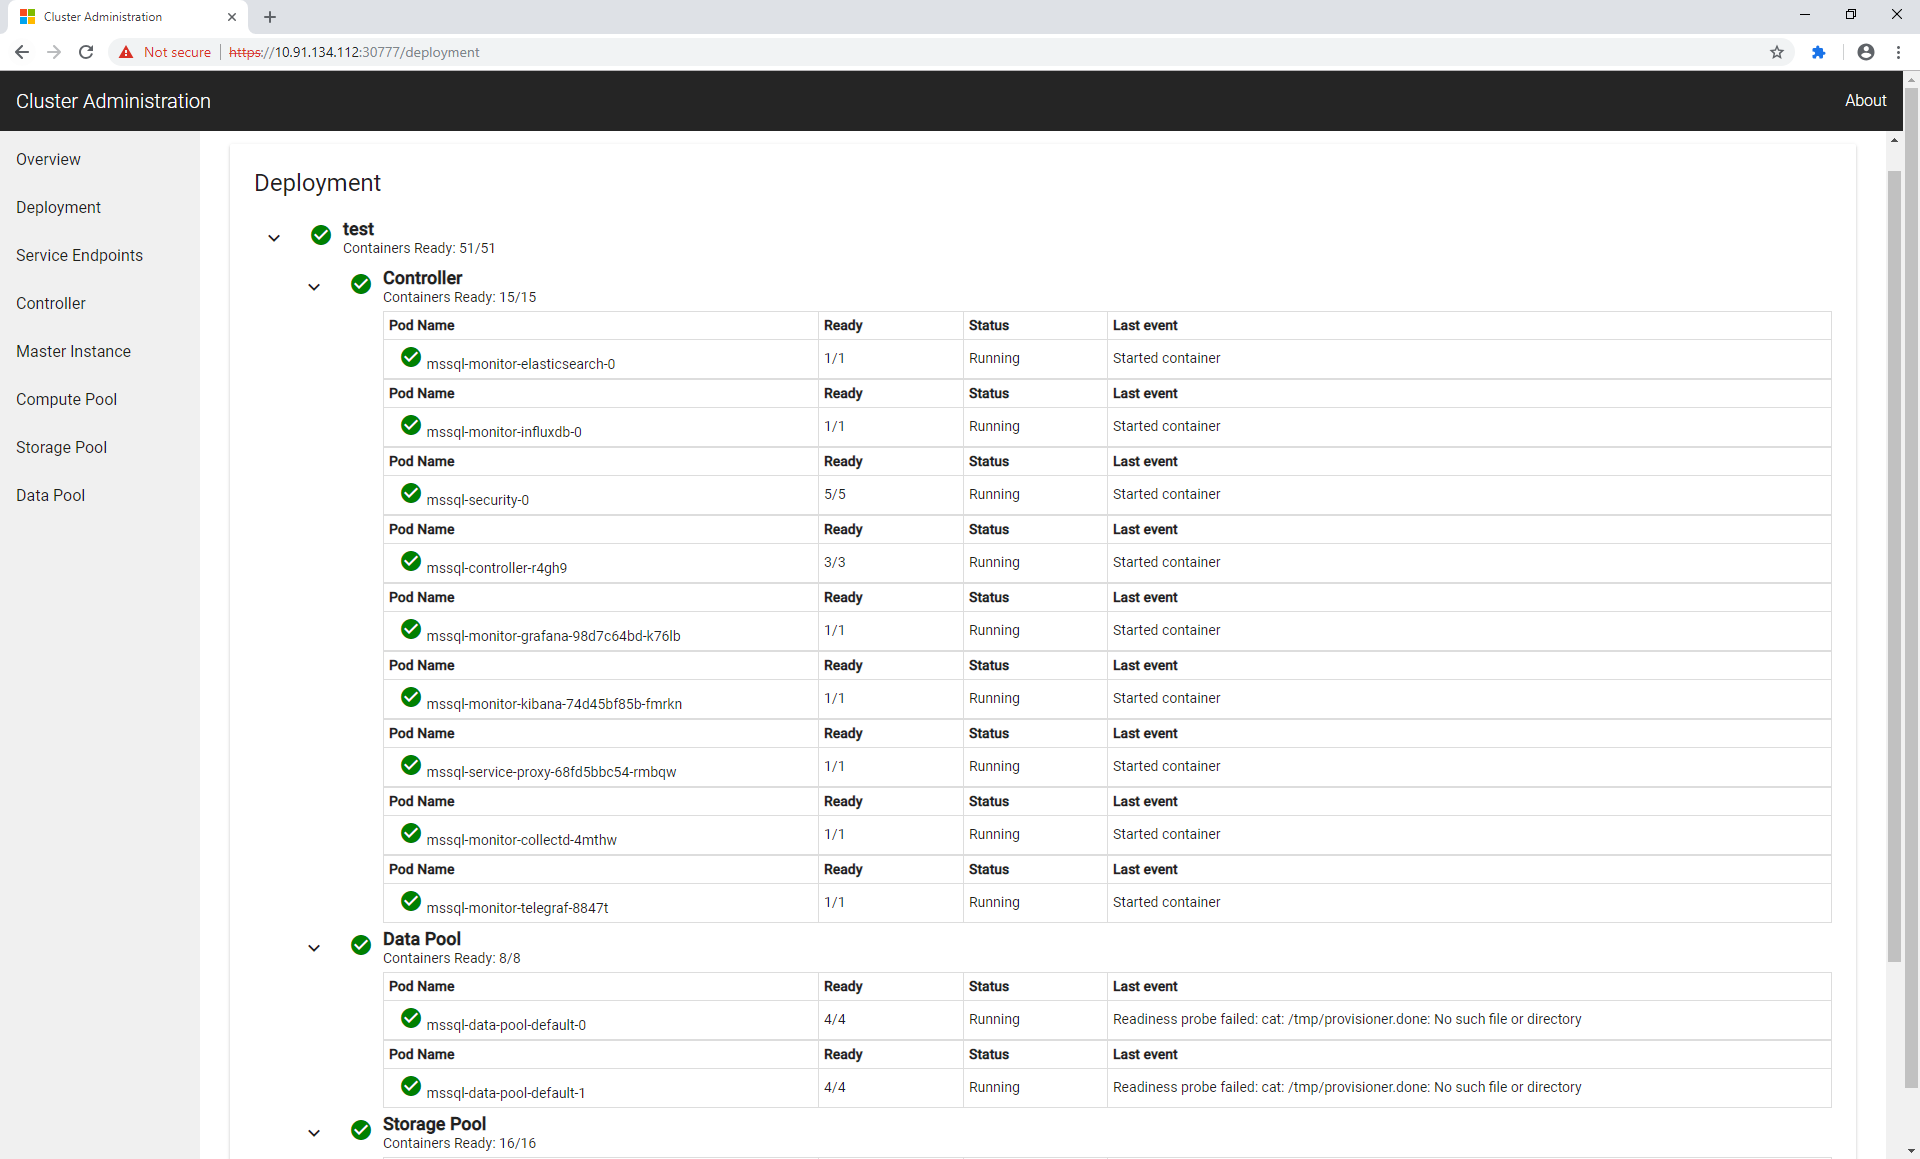 Cluster Administration
Not secure https://10.91.134.112:30777/deployment
Cluster Administration
About
Overview
Deployment
Service Endpoints
Controller
Master Instance
Compute Pool
Storage Pool
Data Pool
Deployment
test
Containers Ready: 51/51
Controller
Containers Ready: 15/15
Pod Name Ready Status Last event
mssql-monitor-elasticsearch-0 1/1 Running Started container
Pod Name Ready Status Last event
mssql-monitor-influxdb-0 1/1 Running Started container
Pod Name Ready Status Last event
mssql-security-0 5/5 Running Started container
Pod Name Ready Status Last event
mssql-controller-r4gh9 3/3 Running Started container
Pod Name Ready Status Last event
mssql-monitor-grafana-98d7c64bd-k76lb 1/1 Running Started container
Pod Name Ready Status Last event
mssql-monitor-kibana-74d45bf85b-fmrkn 1/1 Running Started container
Pod Name Ready Status Last event
mssql-service-proxy-68fd5bbc54-rmbqw 1/1 Running Started container
Pod Name Ready Status Last event
mssql-monitor-collectd-4mthw 1/1 Running Started container
Pod Name Ready Status Last event
mssql-monitor-telegraf-8847t 1/1 Running Started container
Data Pool
Containers Ready: 8/8
Pod Name Ready Status Last event
mssql-data-pool-default-0 4/4 Running Readiness probe failed: cat: /tmp/provisioner.done: No such file or directory
Pod Name Ready Status Last event
mssql-data-pool-default-1 4/4 Running Readiness probe failed: cat: /tmp/provisioner.done: No such file or directory
Storage Pool
Containers Ready: 16/16